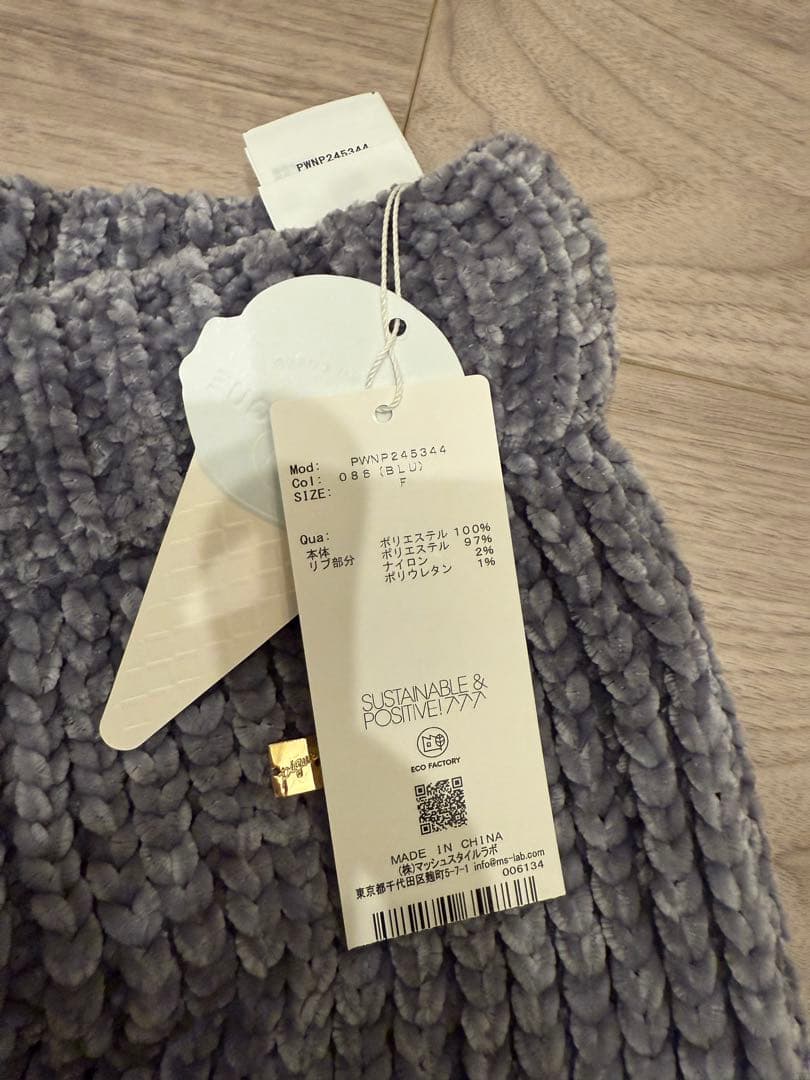 PWNP245344
Mod: PWNP245344
Col: 086(BLU)
SIZE: F
Qua:
本体 ポリエステル 100%
リブ部分 ポリエステル 97%
ナイロン 2%
ポリウレタン 1%
SUSTAINABLE &
POSITIVE!
ECO FACTORY
MADE IN CHINA
(株)マッシュスタイルラボ
東京都千代田区麹町5-7-1 info@ms-lab.com
006134